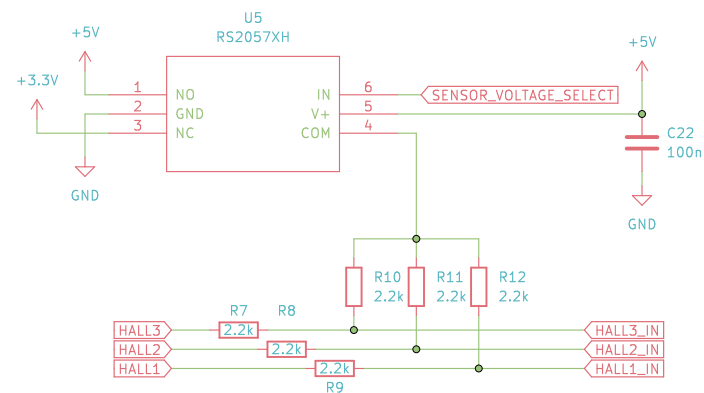 U5
RS2057XH
+5V
+5V
+3.3V
1 NO IN 6 SENSOR_VOLTAGE_SELECT
2 GND V+ 5
3 NC COM 4
C22
100n
GND
GND
R10 R11 R12
2.2k 2.2k 2.2k
R7 R8
HALL3 2.2k HALL3_IN
HALL2 2.2k HALL2_IN
HALL1 2.2k HALL1_IN
R9